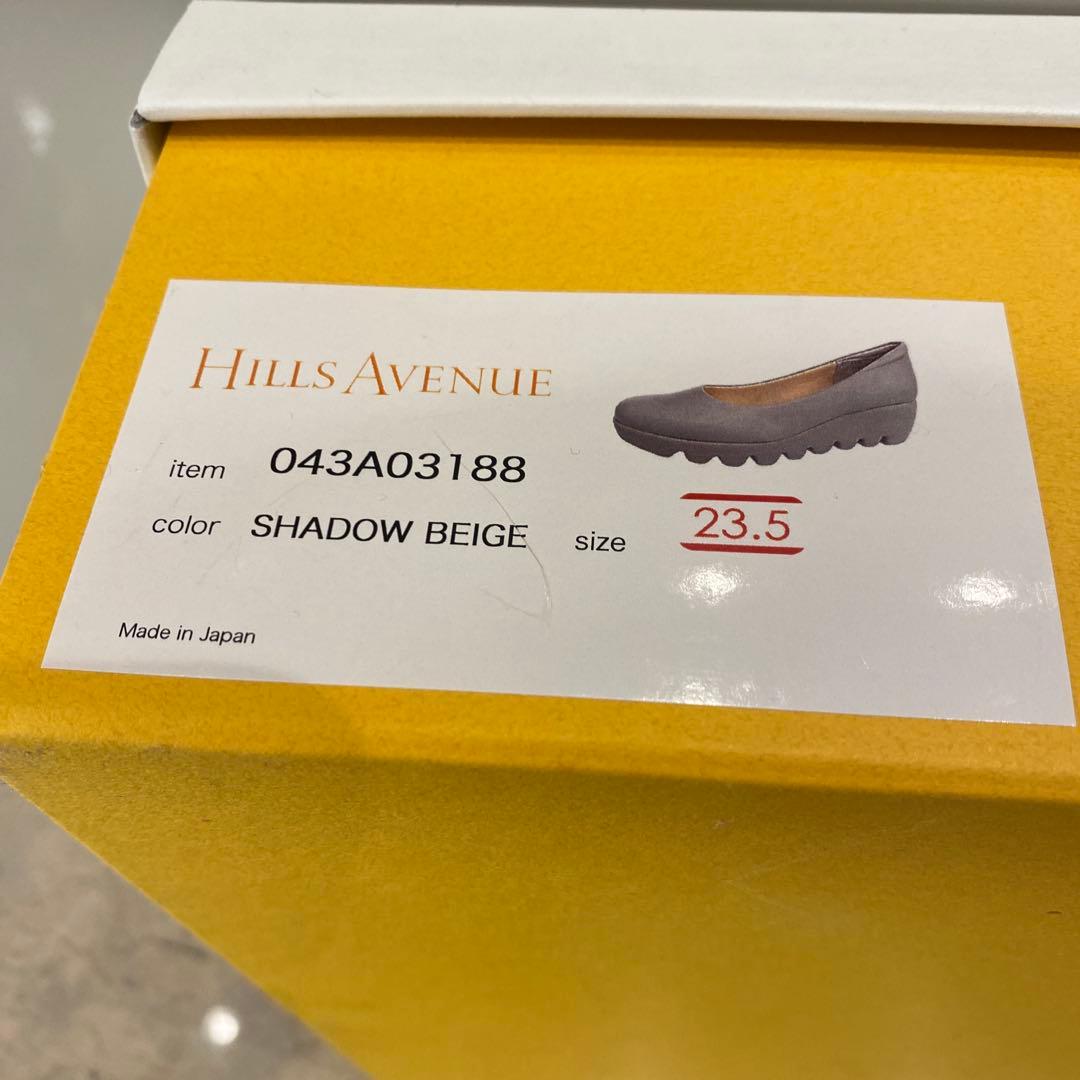 HILLS AVENUE
item 043A03188
color SHADOW BEIGE size 23.5
Made in Japan